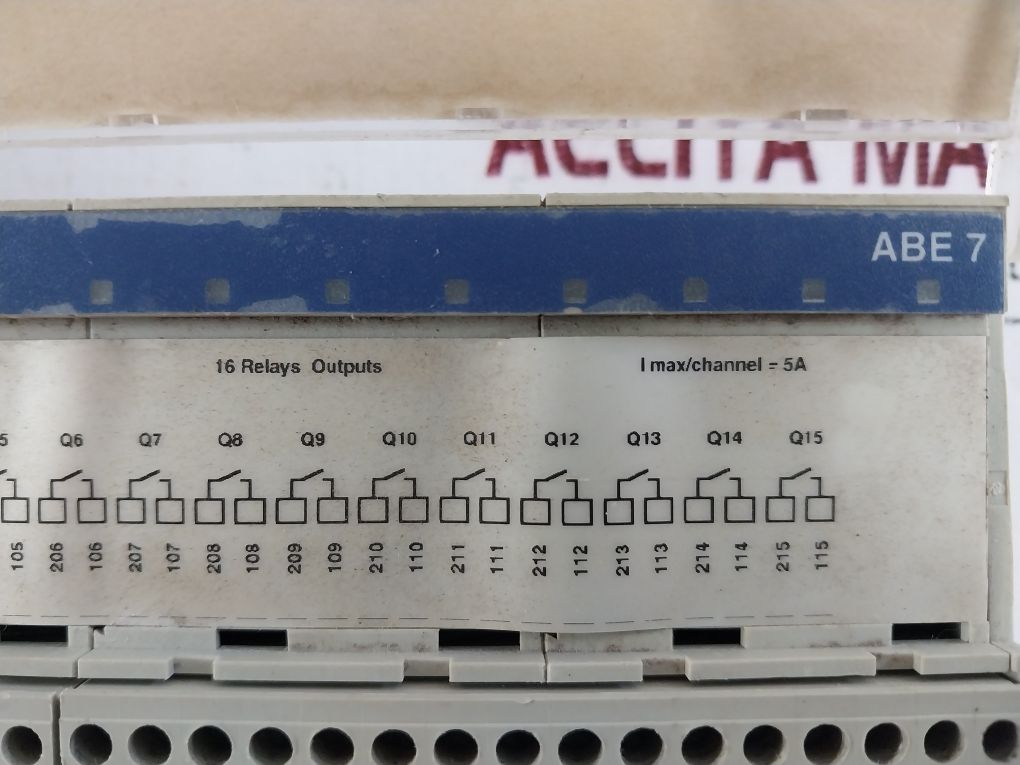 ACCITA MA
ABE 7
16 Relays Outputs I max/channel = 5A
5 Q6 Q7 Q8 Q9 Q10 Q11 Q12 Q13 Q14 Q15
105 206 106 207 107 208 108 209 109 210 110 211 111 212 112 213 113 214 114 215 115